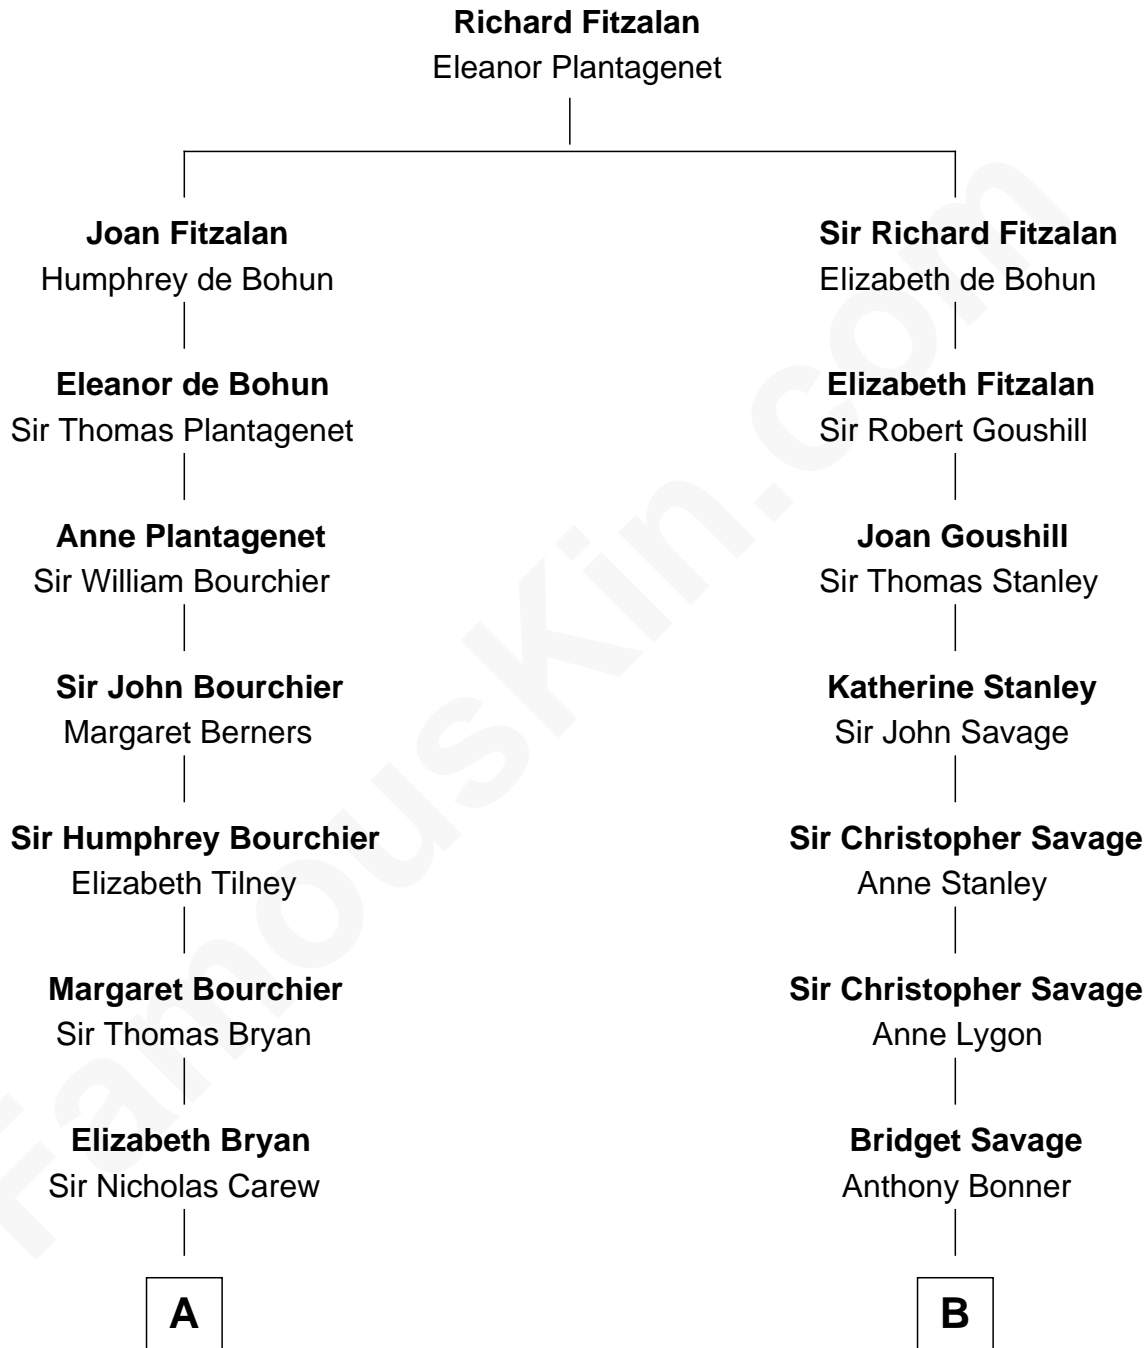 Richard Fitzalan
Eleanor Plantagenet
Joan Fitzalan
Humphrey de Bohun
Eleanor de Bohun
Sir Thomas Plantagenet
Anne Plantagenet
Sir William Bourchier
Sir John Bourchier
Margaret Berners
Sir Humphrey Bourchier
Elizabeth Tilney
Margaret Bourchier
Sir Thomas Bryan
Elizabeth Bryan
Sir Nicholas Carew
A
Sir Richard Fitzalan
Elizabeth de Bohun
Elizabeth Fitzalan
Sir Robert Goushill
Joan Goushill
Sir Thomas Stanley
Katherine Stanley
Sir John Savage
Sir Christopher Savage
Anne Stanley
Sir Christopher Savage
Anne Lygon
Bridget Savage
Anthony Bonner
B
FamousKin.com